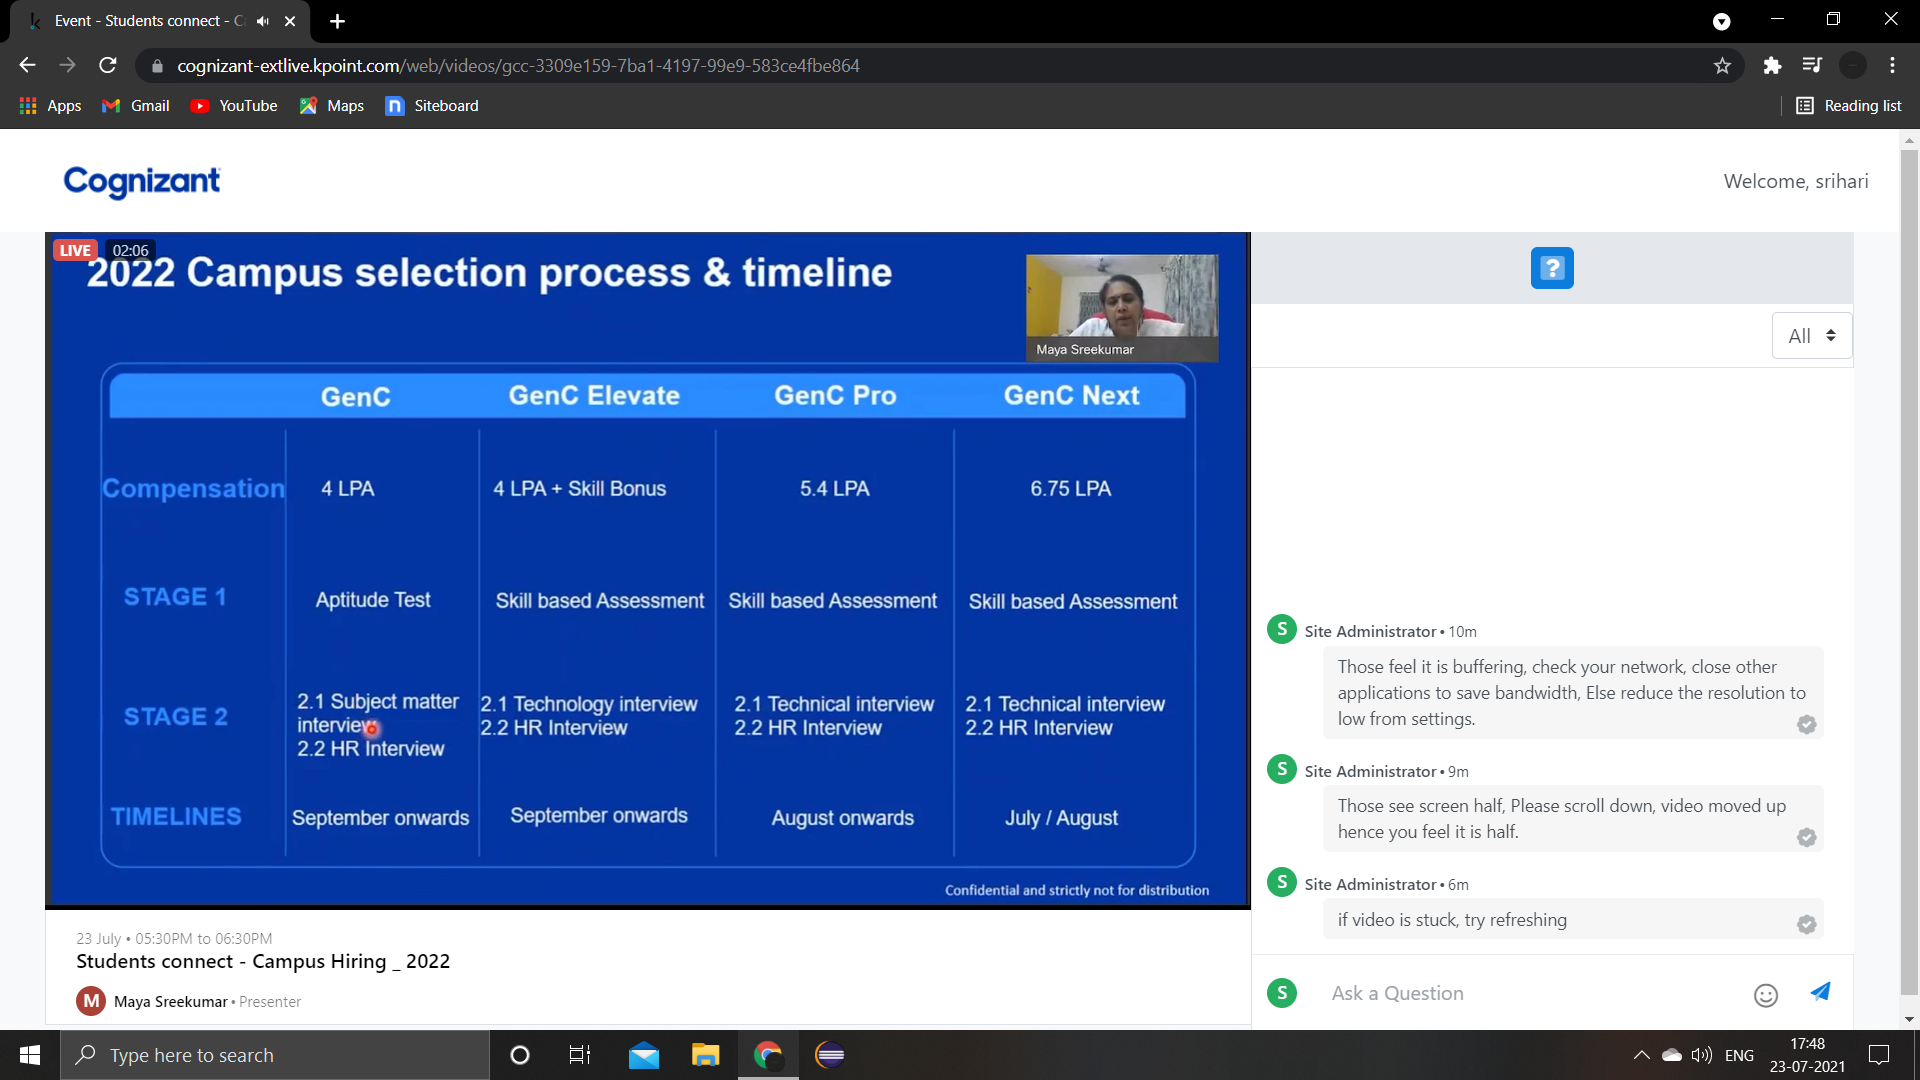 Event - Students connect - C
cognizant-extlive.kpoint.com/web/videos/gcc-3309e159-7ba1-4197-99e9-583ce4fbe864
Apps Gmail YouTube Maps Siteboard Reading list
Cognizant
Welcome, srihari
LIVE 02:06
2022 Campus selection process & timeline
Maya Sreekumar
GenC GenC Elevate GenC Pro GenC Next
Compensation 4 LPA 4 LPA + Skill Bonus 5.4 LPA 6.75 LPA
STAGE 1 Aptitude Test Skill based Assessment Skill based Assessment Skill based Assessment
STAGE 2
2.1 Subject matter
interview
2.2 HR Interview
2.1 Technology interview
2.2 HR Interview
2.1 Technical interview
2.2 HR Interview
2.1 Technical interview
2.2 HR Interview
TIMELINES September onwards September onwards August onwards July / August
Confidential and strictly not for distribution
23 July • 05:30PM to 06:30PM
Students connect - Campus Hiring _ 2022
M Maya Sreekumar • Presenter
?
All
S Site Administrator • 10m
Those feel it is buffering, check your network, close other
applications to save bandwidth, Else reduce the resolution to
low from settings.
S Site Administrator • 9m
Those see screen half, Please scroll down, video moved up
hence you feel it is half.
S Site Administrator • 6m
if video is stuck, try refreshing
S Ask a Question
Type here to search
ENG
17:48
23-07-2021